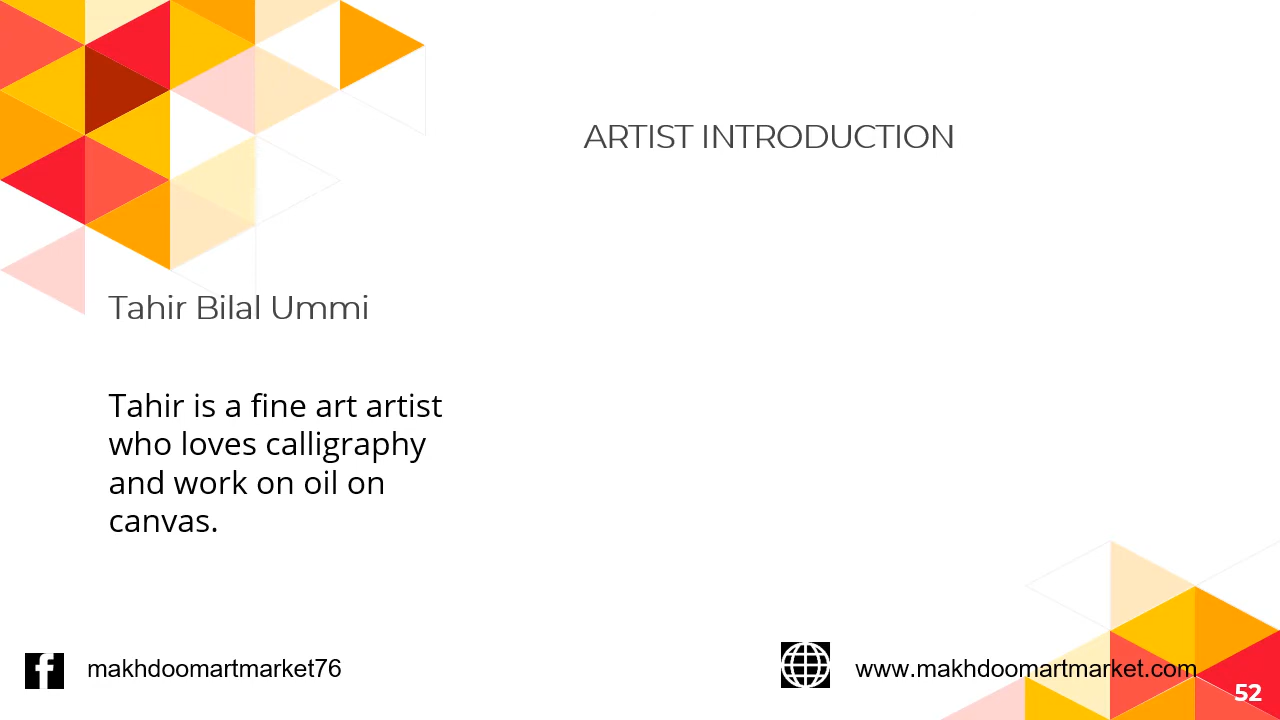 ARTIST INTRODUCTION
Tahir Bilal Ummi
Tahir is a fine art artist
who loves calligraphy
and work on oil on
canvas.
makhdoomartmarket76
www.makhdoomartmarket.com
52